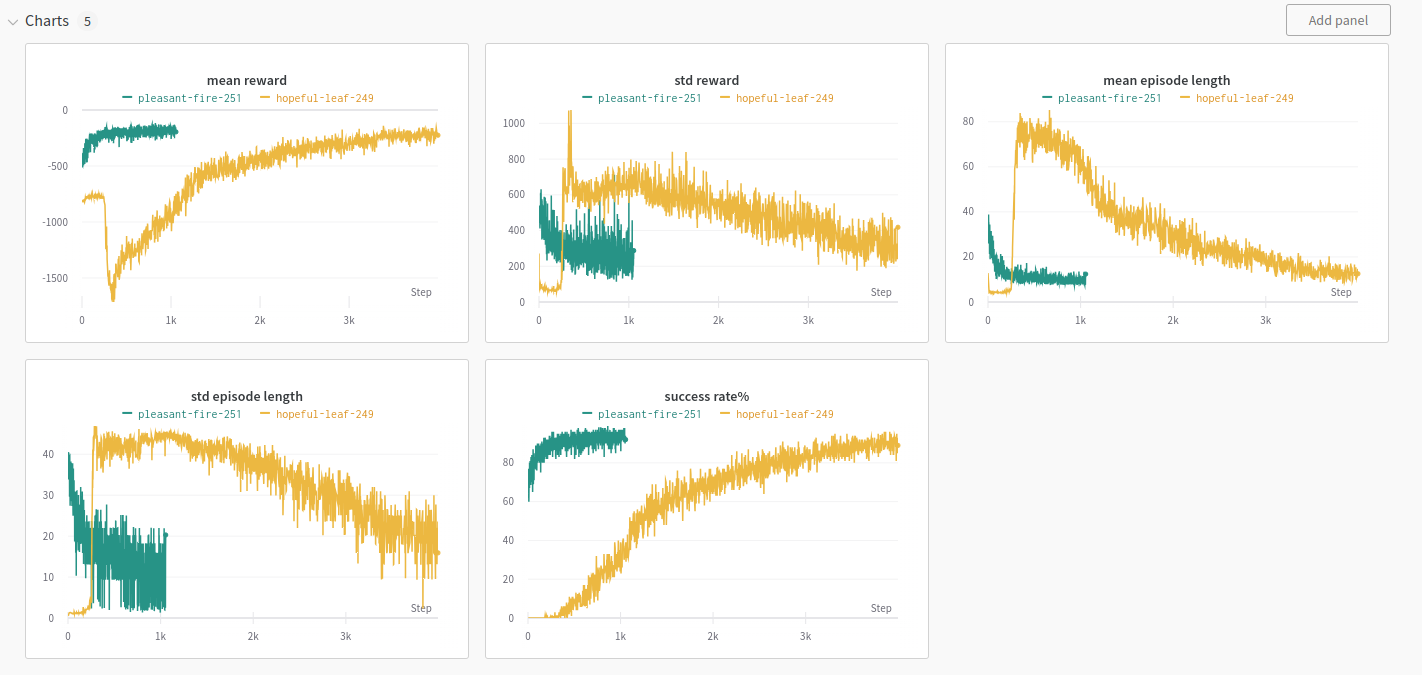 Charts 5
Add panel
mean reward
pleasant-fire-251 hopeful-leaf-249
0
-500
-1000
-1500
Step
0 1k 2k 3k
std reward
pleasant-fire-251 hopeful-leaf-249
1000
800
600
400
200
0
Step
0 1k 2k 3k
mean episode length
pleasant-fire-251 hopeful-leaf-249
80
60
40
20
0
Step
0 1k 2k 3k
std episode length
pleasant-fire-251 hopeful-leaf-249
40
30
20
10
0
Step
0 1k 2k 3k
success rate%
pleasant-fire-251 hopeful-leaf-249
80
60
40
20
0
Step
0 1k 2k 3k